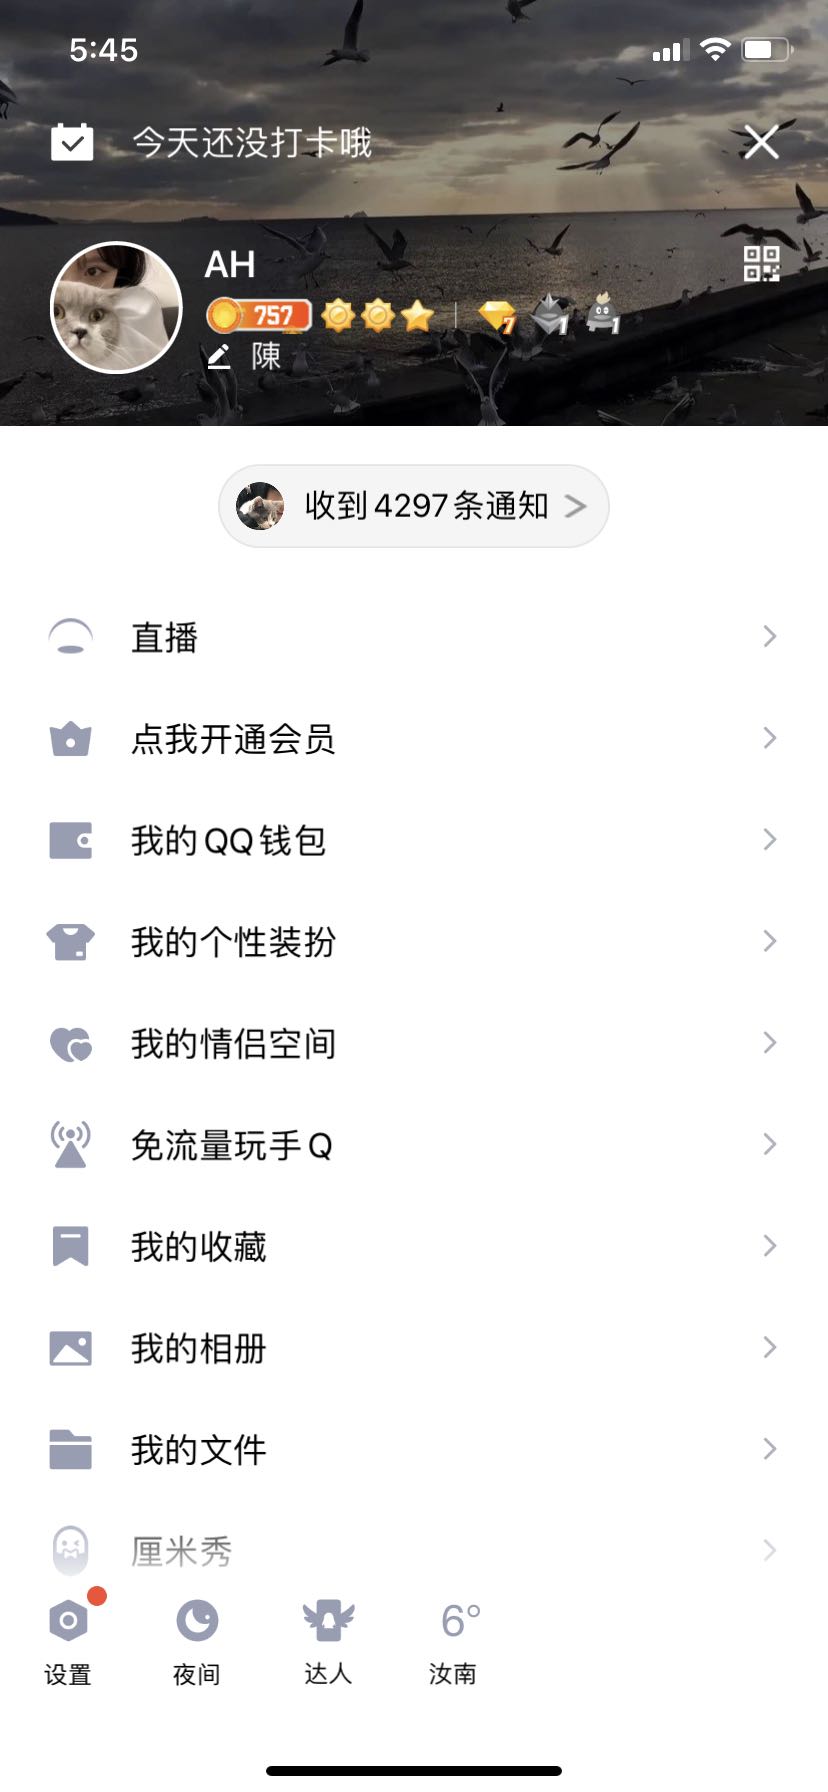 5:45
今天还没打卡哦
AH
757
7 1 1
陳
收到4297条通知 >
直播
点我开通会员
我的QQ钱包
我的个性装扮
我的情侣空间
免流量玩手Q
我的收藏
我的相册
我的文件
厘米秀
6°
设置 夜间 达人 汝南